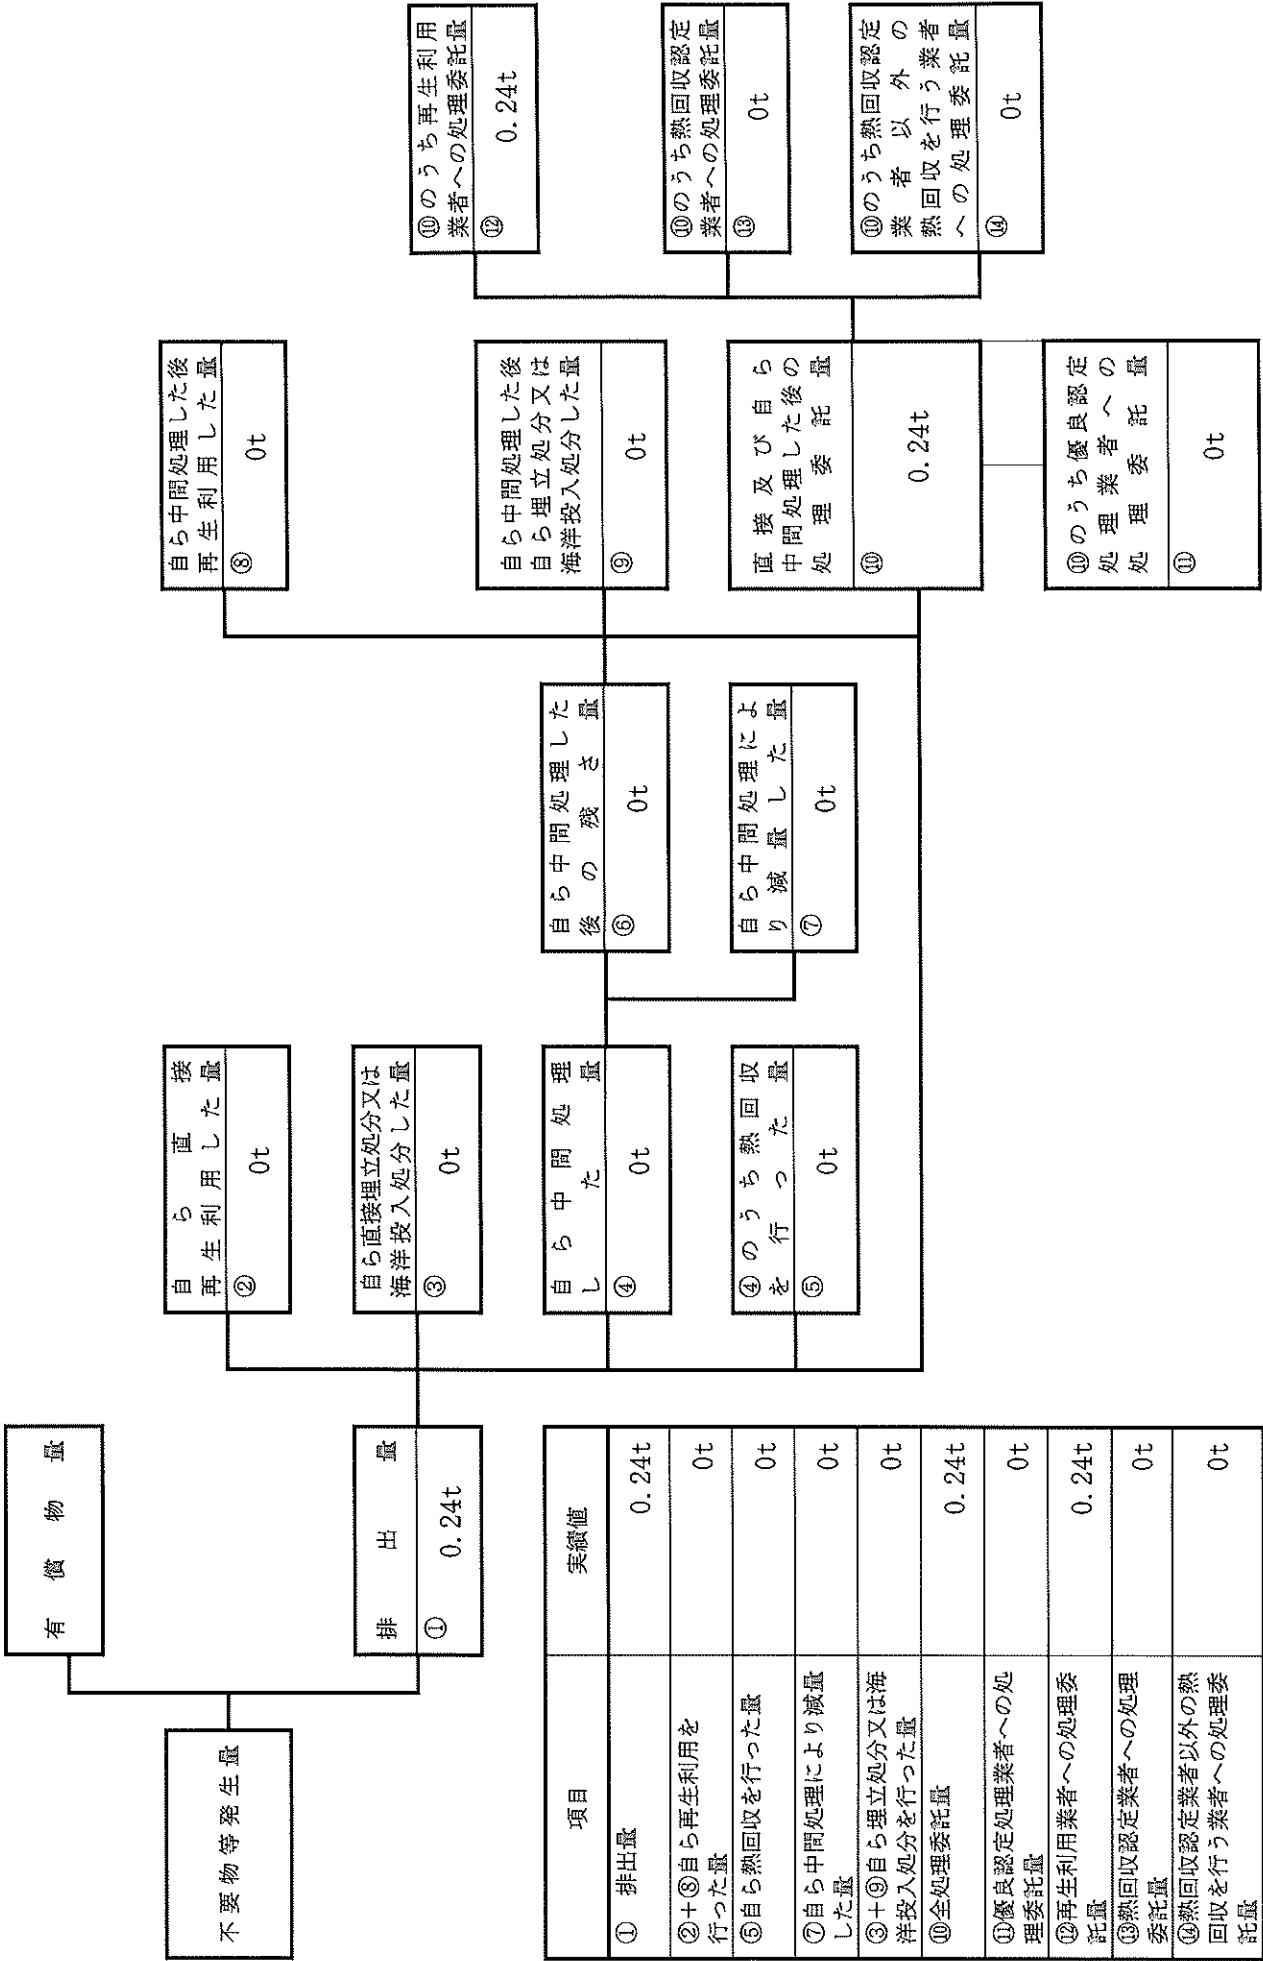 不要物等発生量
有償物量
排出量
① 0.24t
自ら直接
再生利用した量
② 0t
自ら直接埋立処分又は
海洋投入処分した量
③ 0t
自ら中間処理
した量
④ 0t
④のうち熱回収
を行った量
⑤ 0t
自ら中間処理した
後の残さ量
⑥ 0t
自ら中間処理によ
り減量した量
⑦ 0t
自ら中間処理した後
再生利用した量
⑧ 0t
自ら中間処理した後
自ら埋立処分又は
海洋投入処分した量
⑨ 0t
直接及び自ら
中間処理した後の
処理委託量
⑩ 0.24t
⑩のうち優良認定
処理業者への
処理委託量
⑪ 0t
⑩のうち再生利用
業者への処理委託量
⑫ 0.24t
⑩のうち熱回収認定
業者への処理委託量
⑬ 0t
⑩のうち熱回収認定
業者以外の
熱回収を行う業者
への処理委託量
⑭ 0t
項目 実績値
① 排出量 0.24t
②+⑧自ら再生利用を
行った量 0t
⑤自ら熱回収を行った量 0t
⑦自ら中間処理により減量
した量 0t
③+⑨自ら埋立処分又は海
洋投入処分を行った量 0t
⑩全処理委託量 0.24t
⑪優良認定処理業者への処
理委託量 0t
⑫再生利用業者への処理委
託量 0.24t
⑬熱回収認定業者への処理
委託量 0t
⑭熱回収認定業者以外の熱
回収を行う業者への処理委
託量 0t